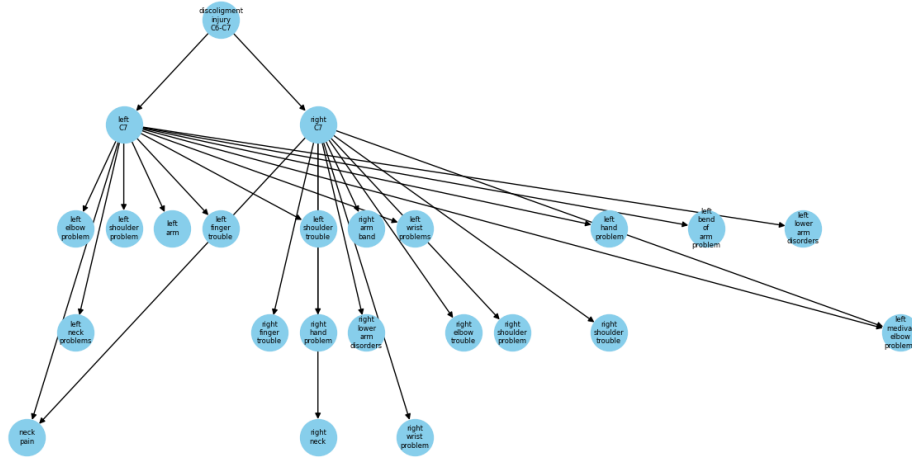 discoligment
injury
C6-C7
left
C7
right
C7
left
elbow
problem
left
shoulder
problem
left
arm
left
finger
trouble
left
shoulder
trouble
right
arm
band
left
wrist
problems
left
hand
problem
left
bend
of
arm
problem
left
lower
arm
disorders
left
neck
problems
right
finger
trouble
right
hand
problem
right
lower
arm
disorders
right
elbow
trouble
right
shoulder
problem
right
shoulder
trouble
left
medival
elbow
problem
neck
pain
right
neck
right
wrist
problem